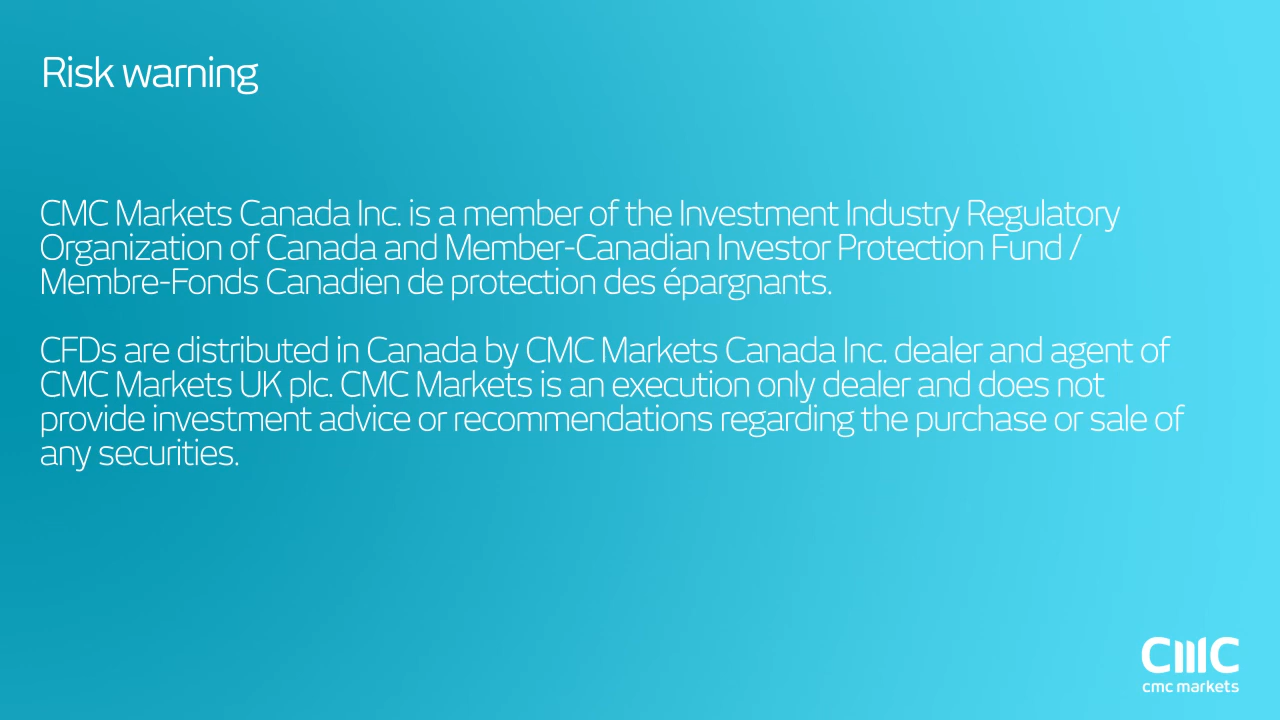 Risk warning
CMC Markets Canada Inc. is a member of the Investment Industry Regulatory
Organization of Canada and Member-Canadian Investor Protection Fund /
Membre-Fonds Canadien de protection des épargnants.
CFDs are distributed in Canada by CMC Markets Canada Inc. dealer and agent of
CMC Markets UK plc. CMC Markets is an execution only dealer and does not
provide investment advice or recommendations regarding the purchase or sale of
any securities.
CMC
cmc markets